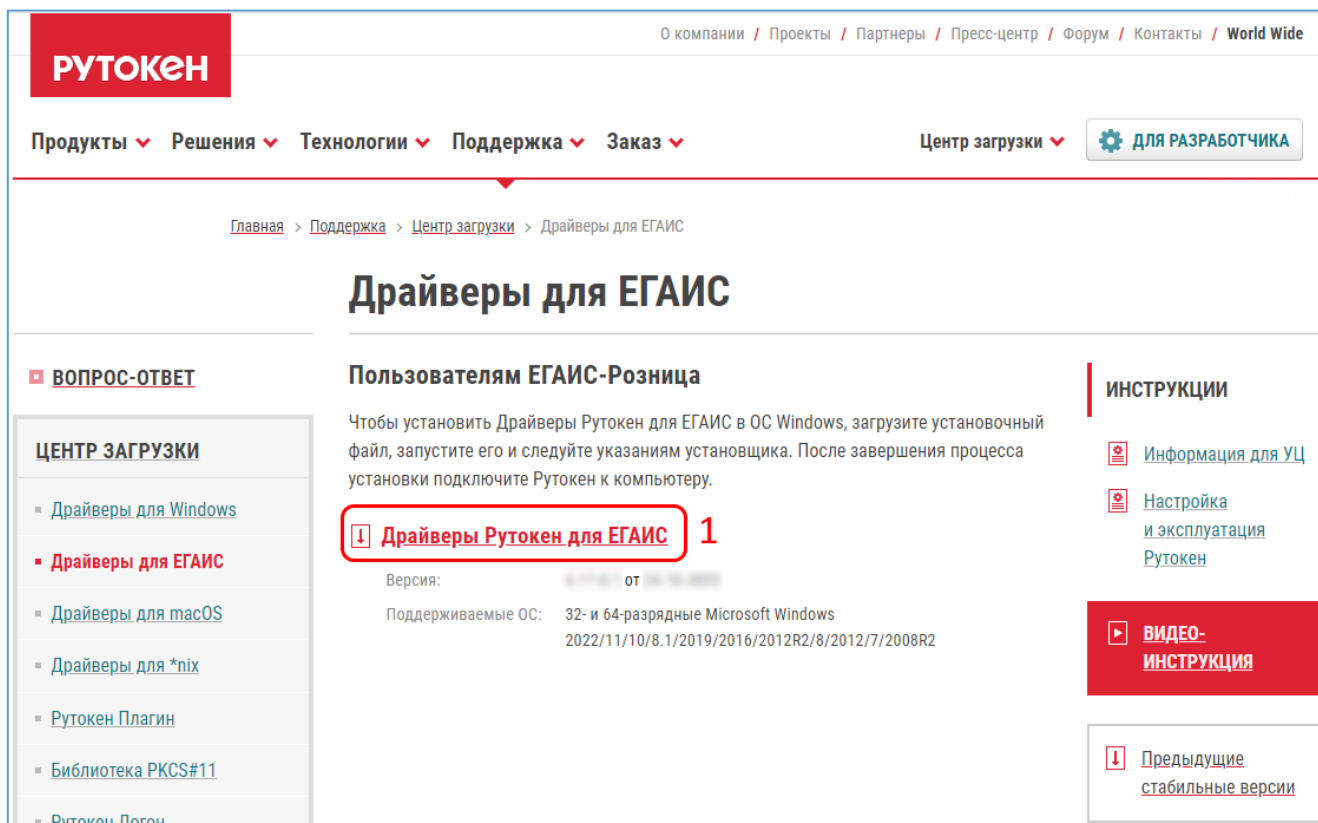 О компании / Проекты / Партнеры / Пресс-центр / Форум / Контакты / World Wide
РУТОКЕН
Продукты Решения Технологии Поддержка Заказ Центр загрузки ДЛЯ РАЗРАБОТЧИКА
Главная > Поддержка > Центр загрузки > Драйверы для ЕГАИС
Драйверы для ЕГАИС
ВОПРОС-ОТВЕТ
ЦЕНТР ЗАГРУЗКИ
Драйверы для Windows
Драйверы для ЕГАИС
Драйверы для macOS
Драйверы для *nix
Рутокен Плагин
Библиотека PKCS#11
Рутокен Логон
Пользователям ЕГАИС-Розница
Чтобы установить Драйверы Рутокен для ЕГАИС в ОС Windows, загрузите установочный
файл, запустите его и следуйте указаниям установщика. После завершения процесса
установки подключите Рутокен к компьютеру.
Драйверы Рутокен для ЕГАИС 1
Версия: от
Поддерживаемые ОС: 32- и 64-разрядные Microsoft Windows
2022/11/10/8.1/2019/2016/2012R2/8/2012/7/2008R2
ИНСТРУКЦИИ
Информация для УЦ
Настройка
и эксплуатация
Рутокен
ВИДЕО-
ИНСТРУКЦИЯ
Предыдущие
стабильные версии